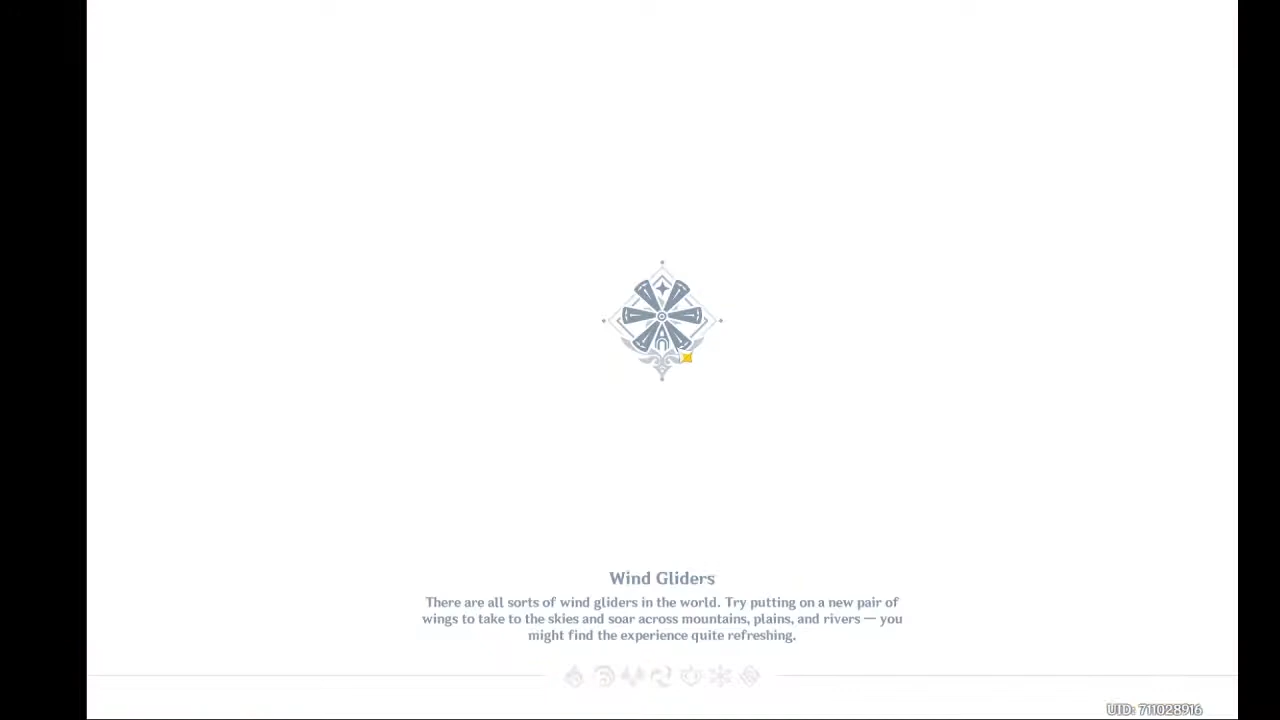 Wind Gliders
There are all sorts of wind gliders in the world. Try putting on a new pair of
wings to take to the skies and soar across mountains, plains, and rivers — you
might find the experience quite refreshing.
UID: 711028916